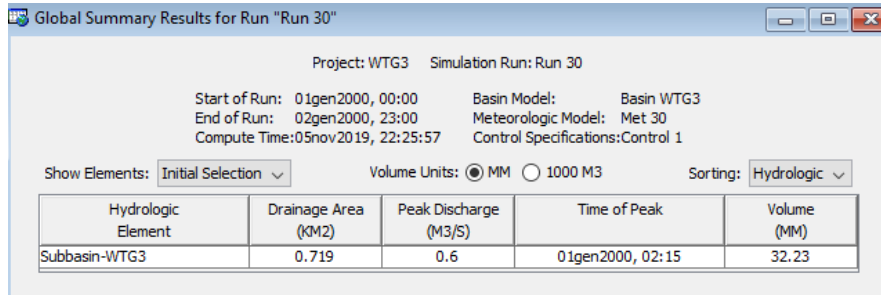 Global Summary Results for Run "Run 30"
Project: WTG3 Simulation Run: Run 30
Start of Run: 01gen2000, 00:00 Basin Model: Basin WTG3
End of Run: 02gen2000, 23:00 Meteorologic Model: Met 30
Compute Time:05nov2019, 22:25:57 Control Specifications:Control 1
Show Elements: Initial Selection Volume Units: MM 1000 M3 Sorting: Hydrologic
Hydrologic Drainage Area Peak Discharge Time of Peak Volume
Element (KM2) (M3/S) (MM)
Subbasin-WTG3 0.719 0.6 01gen2000, 02:15 32.23